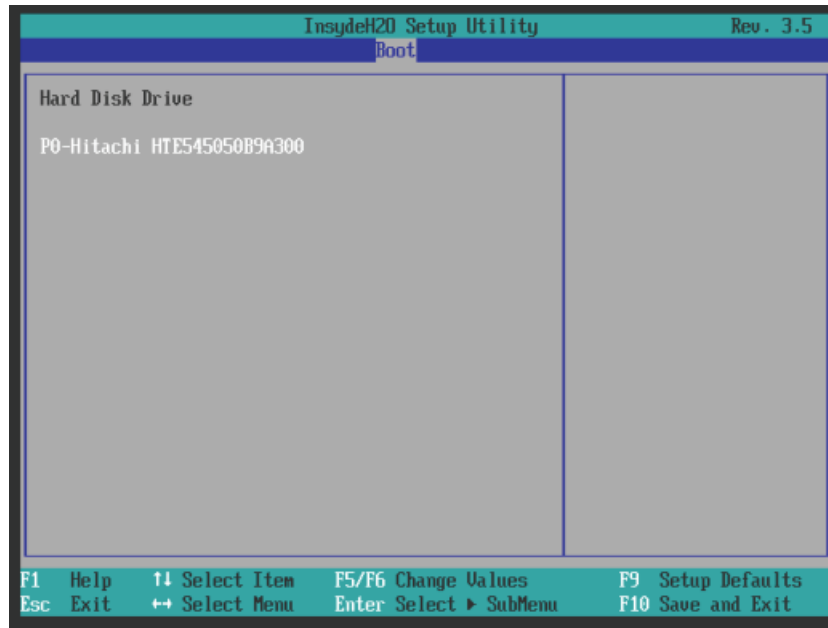 InsydeH2O Setup Utility Rev. 3.5
Boot
Hard Disk Drive
P0-Hitachi HTE545050B9A300
F1 Help ↑↓ Select Item F5/F6 Change Values F9 Setup Defaults
Esc Exit ↔ Select Menu Enter Select ▶ SubMenu F10 Save and Exit